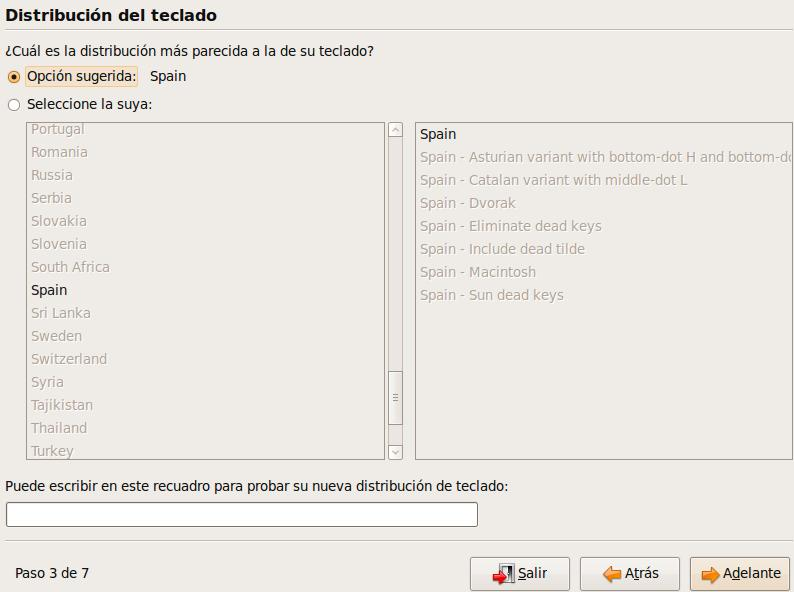 Distribución del teclado
¿Cuál es la distribución más parecida a la de su teclado?
Opción sugerida: Spain
Seleccione la suya:
Portugal
Romania
Russia
Serbia
Slovakia
Slovenia
South Africa
Spain
Sri Lanka
Sweden
Switzerland
Syria
Tajikistan
Thailand
Turkey
Spain
Spain - Asturian variant with bottom-dot H and bottom-do
Spain - Catalan variant with middle-dot L
Spain - Dvorak
Spain - Eliminate dead keys
Spain - Include dead tilde
Spain - Macintosh
Spain - Sun dead keys
Puede escribir en este recuadro para probar su nueva distribución de teclado:
Paso 3 de 7
Salir
Atrás
Adelante